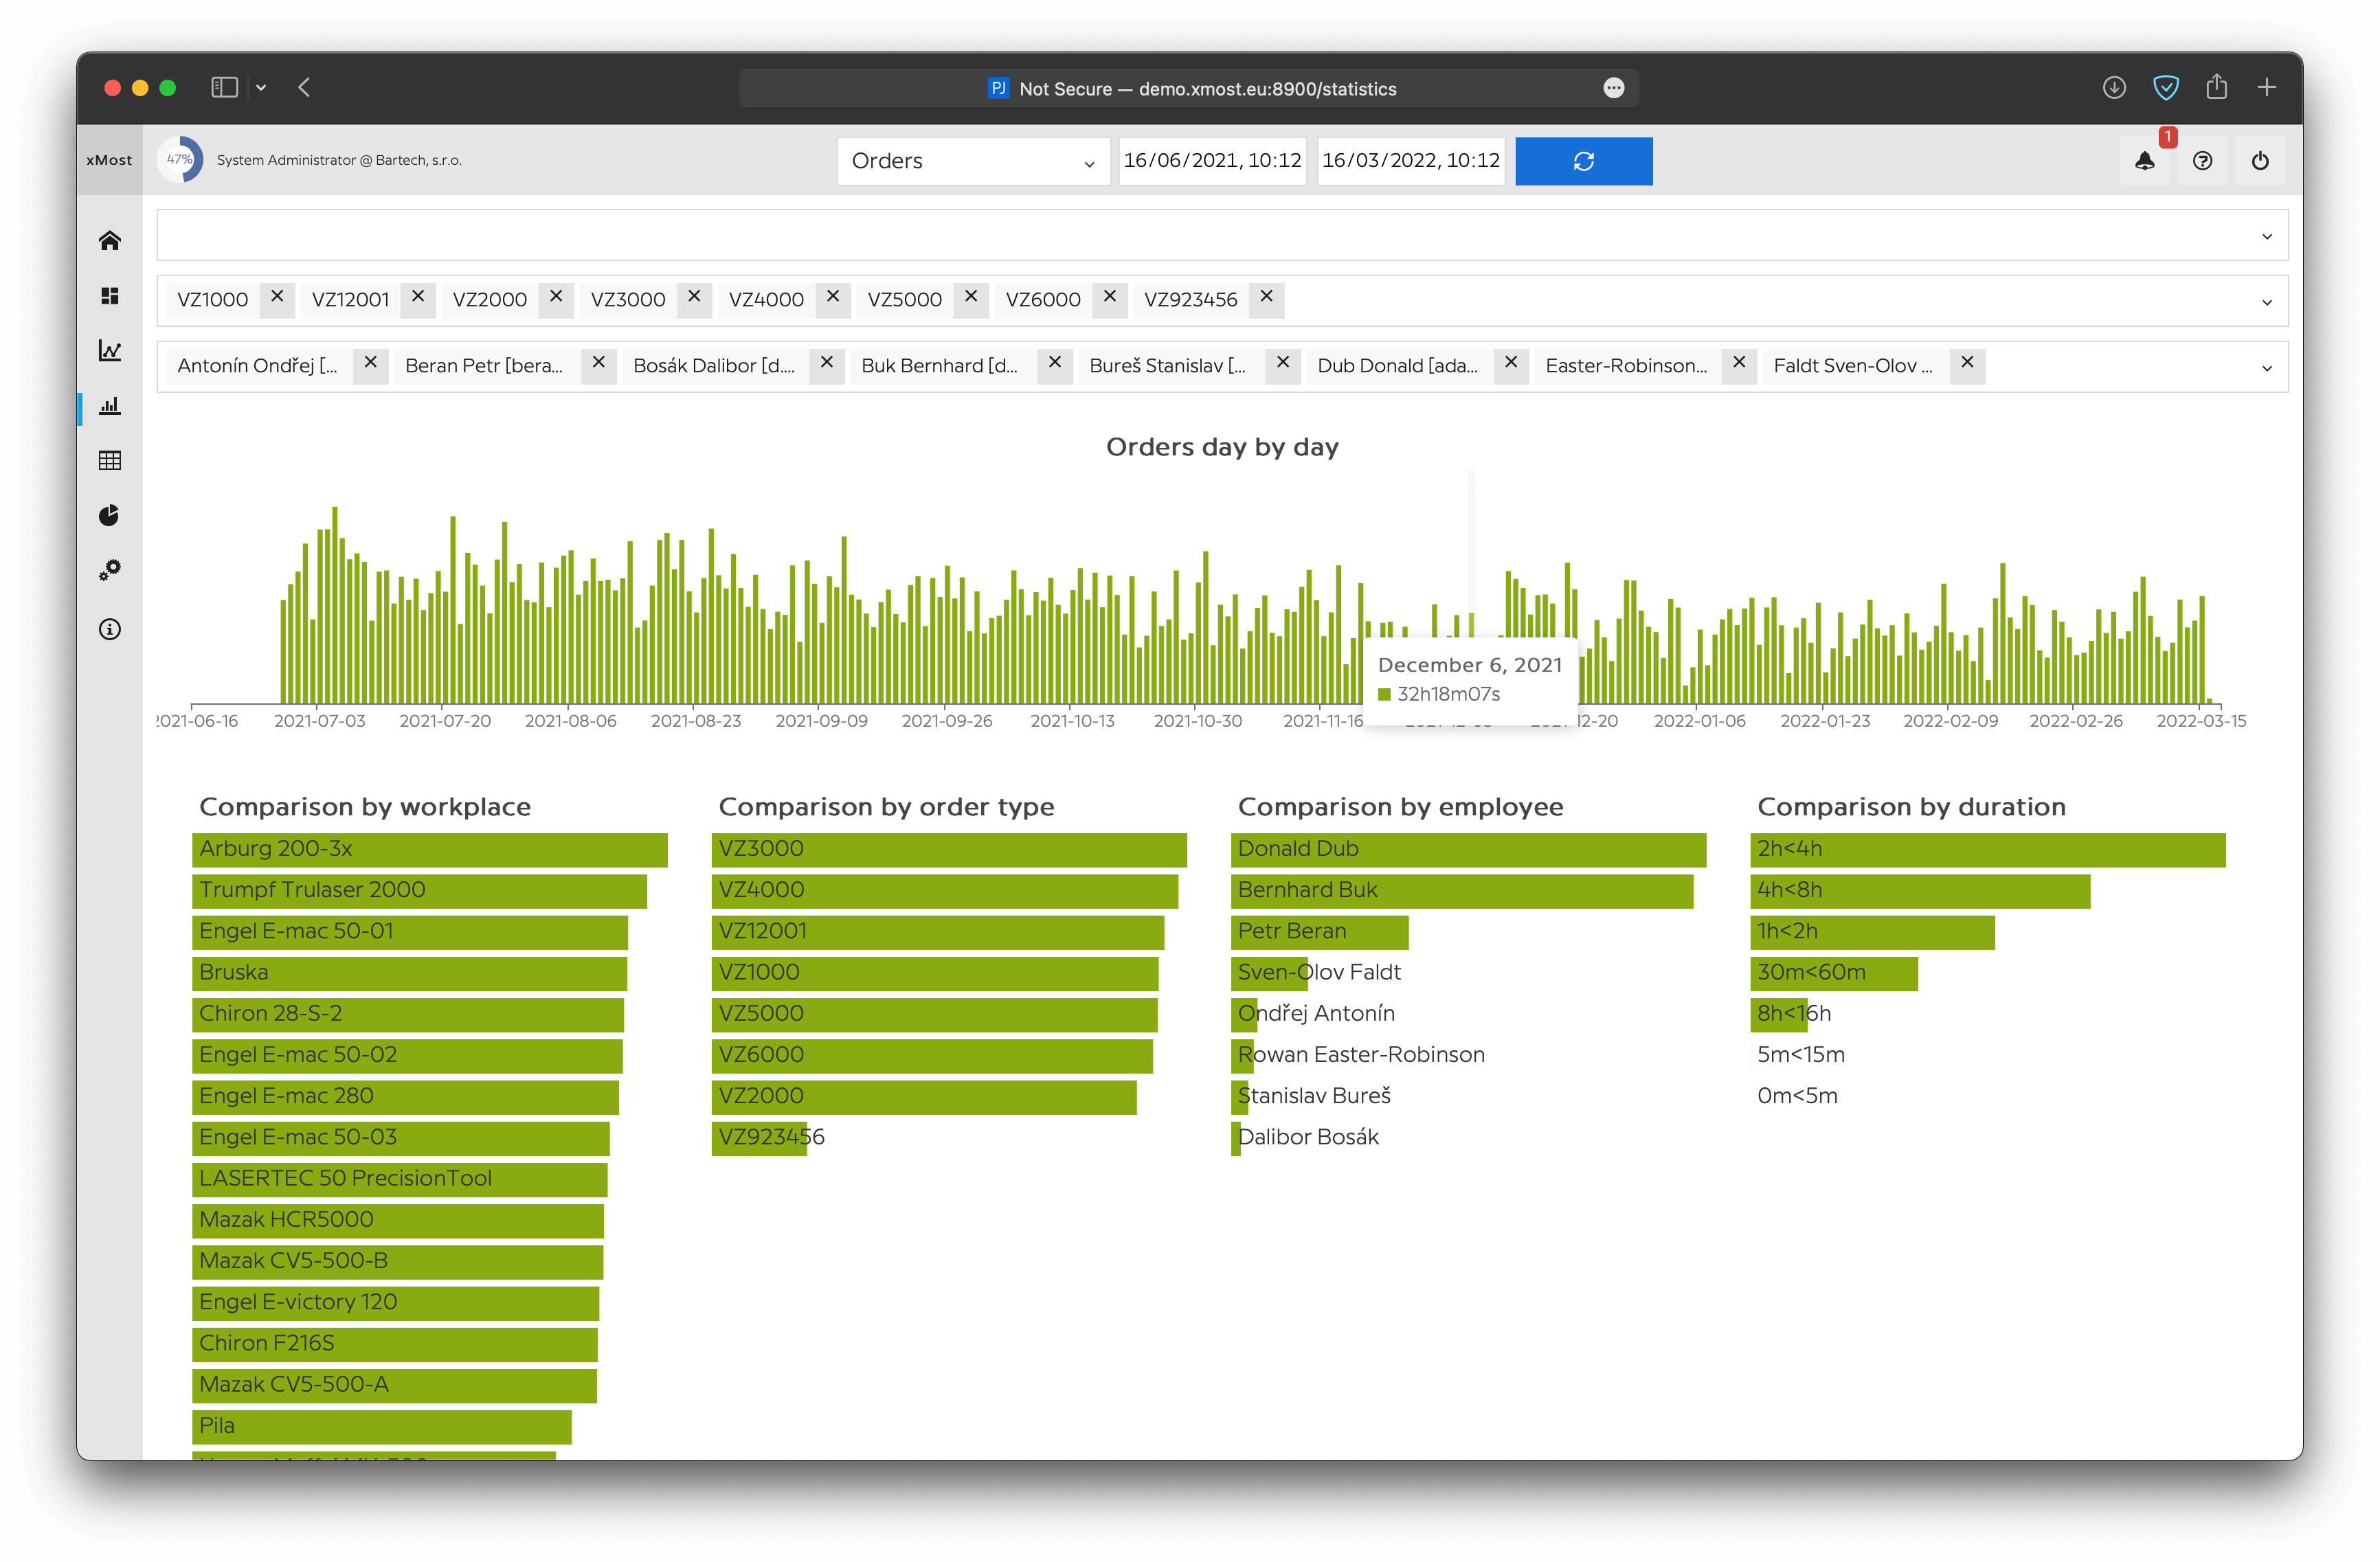 Not Secure — demo.xmost.eu:8900/statistics
xMost
47%
System Administrator @ Bartech, s.r.o.
Orders
16/06/2021, 10:12
16/03/2022, 10:12
1
VZ1000 VZ12001 VZ2000 VZ3000 VZ4000 VZ5000 VZ6000 VZ923456
Antonín Ondřej [... Beran Petr [bera... Bosák Dalibor [d.... Buk Bernhard [d... Bureš Stanislav [... Dub Donald [ada... Easter-Robinson... Faldt Sven-Olov ...
Orders day by day
December 6, 2021
32h18m07s
2021-06-16 2021-07-03 2021-07-20 2021-08-06 2021-08-23 2021-09-09 2021-09-26 2021-10-13 2021-10-30 2021-11-16 12-20 2022-01-06 2022-01-23 2022-02-09 2022-02-26 2022-03-15
Comparison by workplace
Arburg 200-3x
Trumpf Trulaser 2000
Engel E-mac 50-01
Bruska
Chiron 28-S-2
Engel E-mac 50-02
Engel E-mac 280
Engel E-mac 50-03
LASERTEC 50 PrecisionTool
Mazak HCR5000
Mazak CV5-500-B
Engel E-victory 120
Chiron F216S
Mazak CV5-500-A
Pila
Comparison by order type
VZ3000
VZ4000
VZ12001
VZ1000
VZ5000
VZ6000
VZ2000
VZ923456
Comparison by employee
Donald Dub
Bernhard Buk
Petr Beran
Sven-Olov Faldt
Ondřej Antonín
Rowan Easter-Robinson
Stanislav Bureš
Dalibor Bosák
Comparison by duration
2h<4h
4h<8h
1h<2h
30m<60m
8h<16h
5m<15m
0m<5m